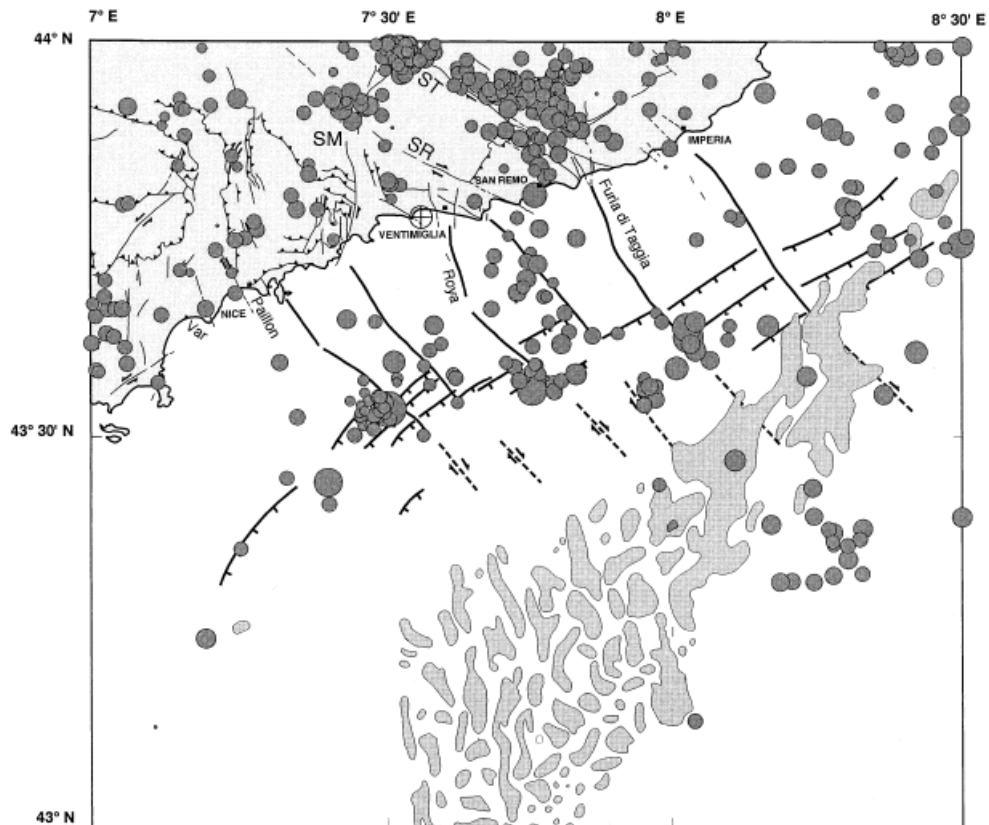 7° E
7° 30' E
8° E
8° 30' E
44° N
ST
SM
SR
IMPERIA
SAN REMO
Furia di Taggia
VENTIMIGLIA
Roya
NICE
Paillon
Var
43° 30' N
43° N